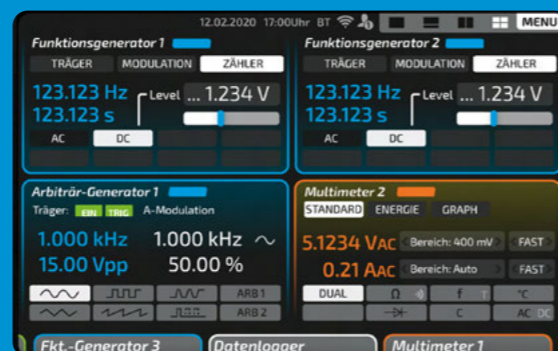 12.02.2020 17:00Uhr BT MENU
Funktionsgenerator 1
TRÄGER MODULATION ZÄHLER
123.123 Hz Level ... 1.234 V
123.123 s
AC DC
Funktionsgenerator 2
TRÄGER MODULATION ZÄHLER
123.123 Hz Level ... 1.234 V
123.123 s
AC DC
Arbiträr-Generator 1
Träger: EIN TRIG A-Modulation
1.000 kHz 1.000 kHz
15.00 Vpp 50.00 %
ARB 1
ARB 2
Multimeter 2
STANDARD ENERGIE GRAPH
5.1234 VAC Bereich: 400 mV FAST
0.21 AAC Bereich: Auto FAST
DUAL Ω f T °C
C AC DC
Fkt.-Generator 3 Datenlogger Multimeter 1